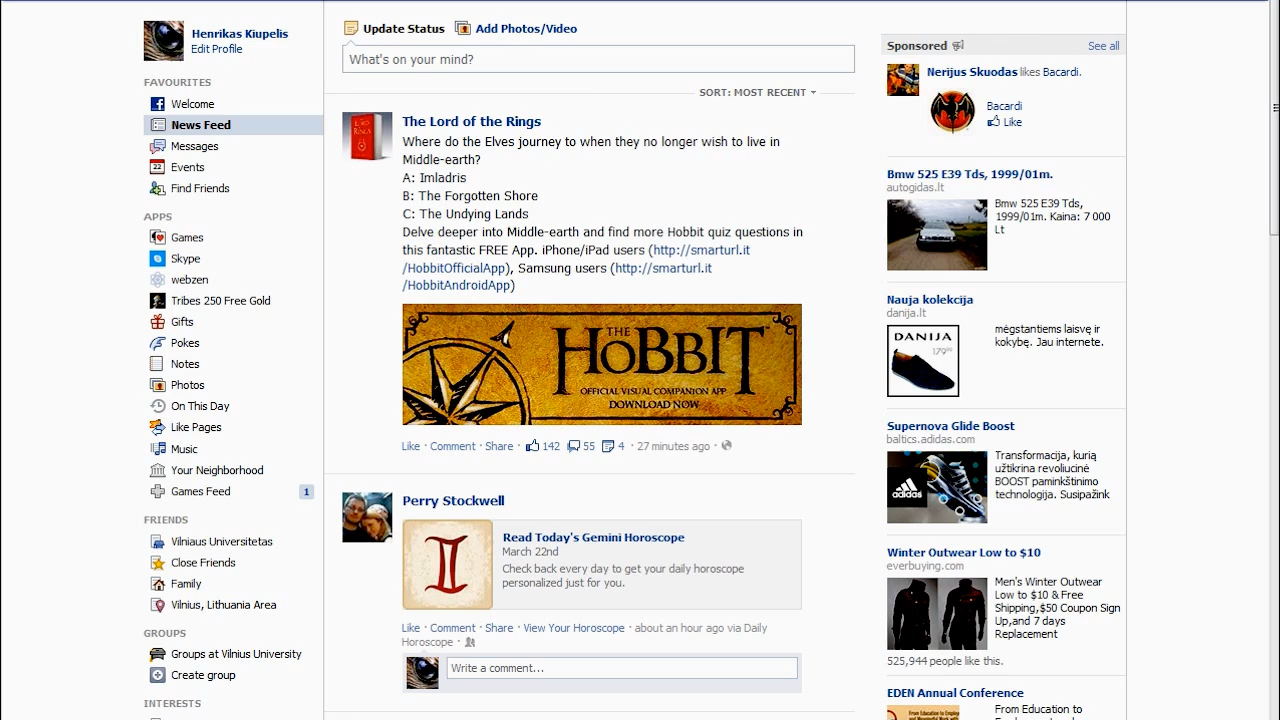 Henrikas Kiupelis
Edit Profile
FAVOURITES
Welcome
News Feed
Messages
22
Events
Find Friends
APPS
Games
Skype
webzen
Tribes 250 Free Gold
Gifts
Pokes
Notes
Photos
On This Day
Like Pages
Music
Your Neighborhood
Games Feed 1
FRIENDS
Vilniaus Universitetas
Close Friends
Family
Vilnius, Lithuania Area
GROUPS
Groups at Vilnius University
Create group
INTERESTS
Update Status Add Photos/Video
What's on your mind?
SORT: MOST RECENT
The Lord of the Rings
Where do the Elves journey to when they no longer wish to live in
Middle-earth?
A: Imladris
B: The Forgotten Shore
C: The Undying Lands
Delve deeper into Middle-earth and find more Hobbit quiz questions in
this fantastic FREE App. iPhone/iPad users (http://smarturl.it
/HobbitOfficialApp), Samsung users (http://smarturl.it
/HobbitAndroidApp)
THE
HOBBIT™
OFFICIAL VISUAL COMPANION APP
DOWNLOAD NOW
Like · Comment · Share · 142 55 4 · 27 minutes ago ·
Perry Stockwell
Read Today's Gemini Horoscope
March 22nd
Check back every day to get your daily horoscope
personalized just for you.
Like · Comment · Share · View Your Horoscope · about an hour ago via Daily
Horoscope ·
Write a comment...
Sponsored See all
Nerijus Skuodas likes Bacardi.
Bacardi
Like
Bmw 525 E39 Tds, 1999/01m.
autogidas.lt
Bmw 525 E39 Tds,
1999/01m. Kaina: 7 000
Lt
Nauja kolekcija
danija.lt
DANIJA
179
mėgstantiems laisvę ir
kokybę. Jau internete.
Supernova Glide Boost
baltics.adidas.com
adidas
Transformacija, kurią
užtikrina revoliucinė
BOOST paminkštinimo
technologija. Susipažink
Winter Outwear Low to $10
everbuying.com
Men's Winter Outwear
Low to $10 & Free
Shipping,$50 Coupon Sign
Up,and 7 days
Replacement
525,944 people like this.
EDEN Annual Conference
From Education to